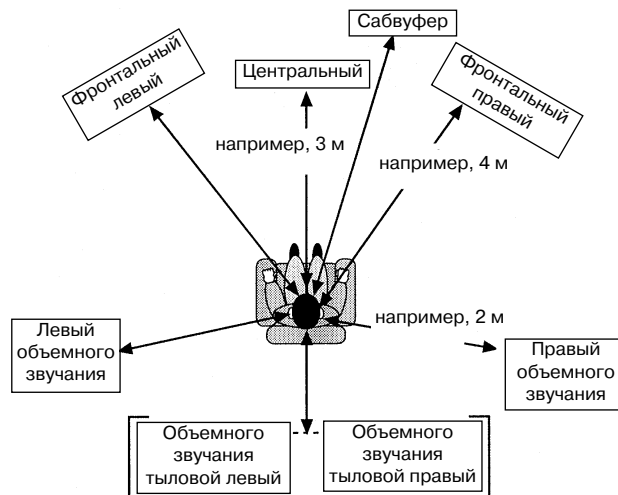 Сабвуфер
Фронтальный
левый
Центральный
Фронтальный
правый
например, 3 м
например, 4 м
например, 2 м
Левый
объемного
звучания
Правый
объемного
звучания
Объемного
звучания
тыловой левый
Объемного
звучания
тыловой правый